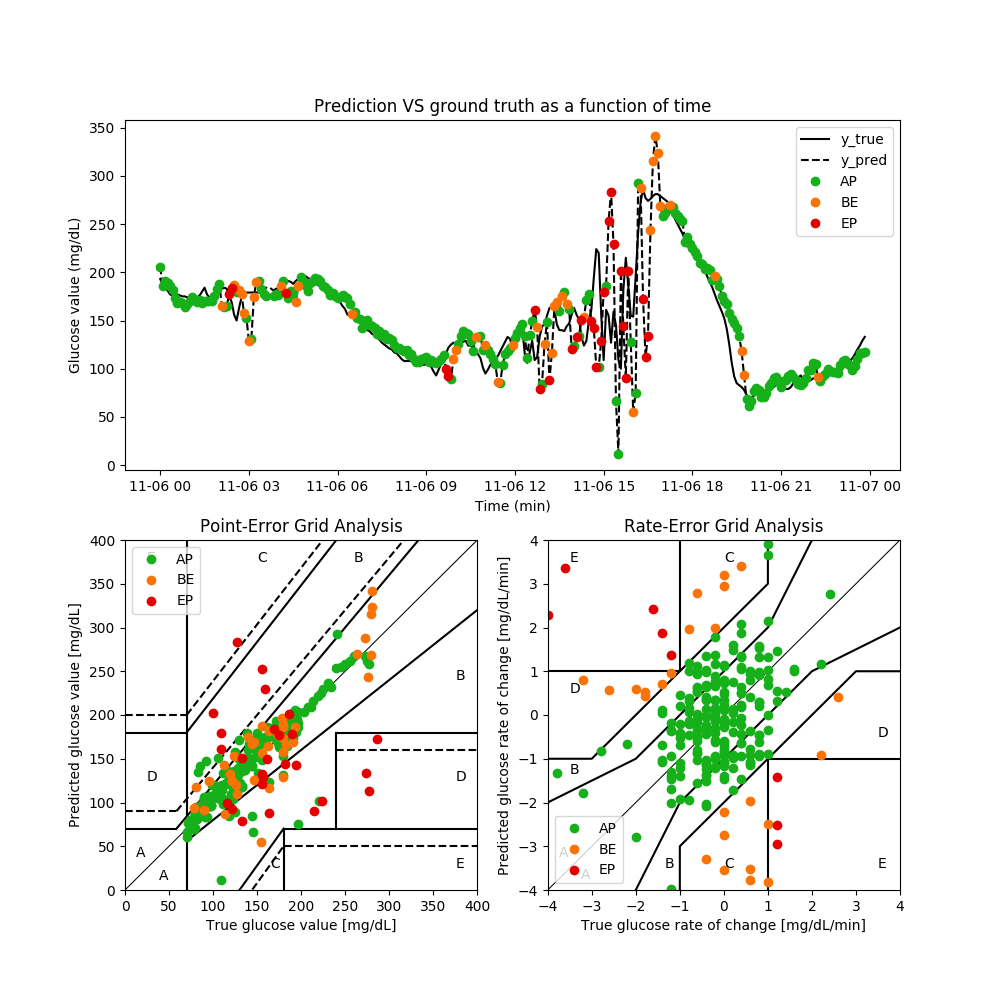 Prediction VS ground truth as a function of time
350
300
250
200
150
100
50
0
Glucose value (mg/dL)
y_true
y_pred
AP
BE
EP
11-06 00 11-06 03 11-06 06 11-06 09 11-06 12 11-06 15 11-06 18 11-06 21 11-07 00
Time (min)
Point-Error Grid Analysis
400
350
300
250
200
150
100
50
0
Predicted glucose value [mg/dL]
AP
BE
EP
C B
B
D D
A C E
A
0 50 100 150 200 250 300 350 400
True glucose value [mg/dL]
Rate-Error Grid Analysis
4
3
2
1
0
−1
−2
−3
−4
Predicted glucose rate of change [mg/dL/min]
E C
D
D
B
A
B C E
A
AP
BE
EP
−4 −3 −2 −1 0 1 2 3 4
True glucose rate of change [mg/dL/min]